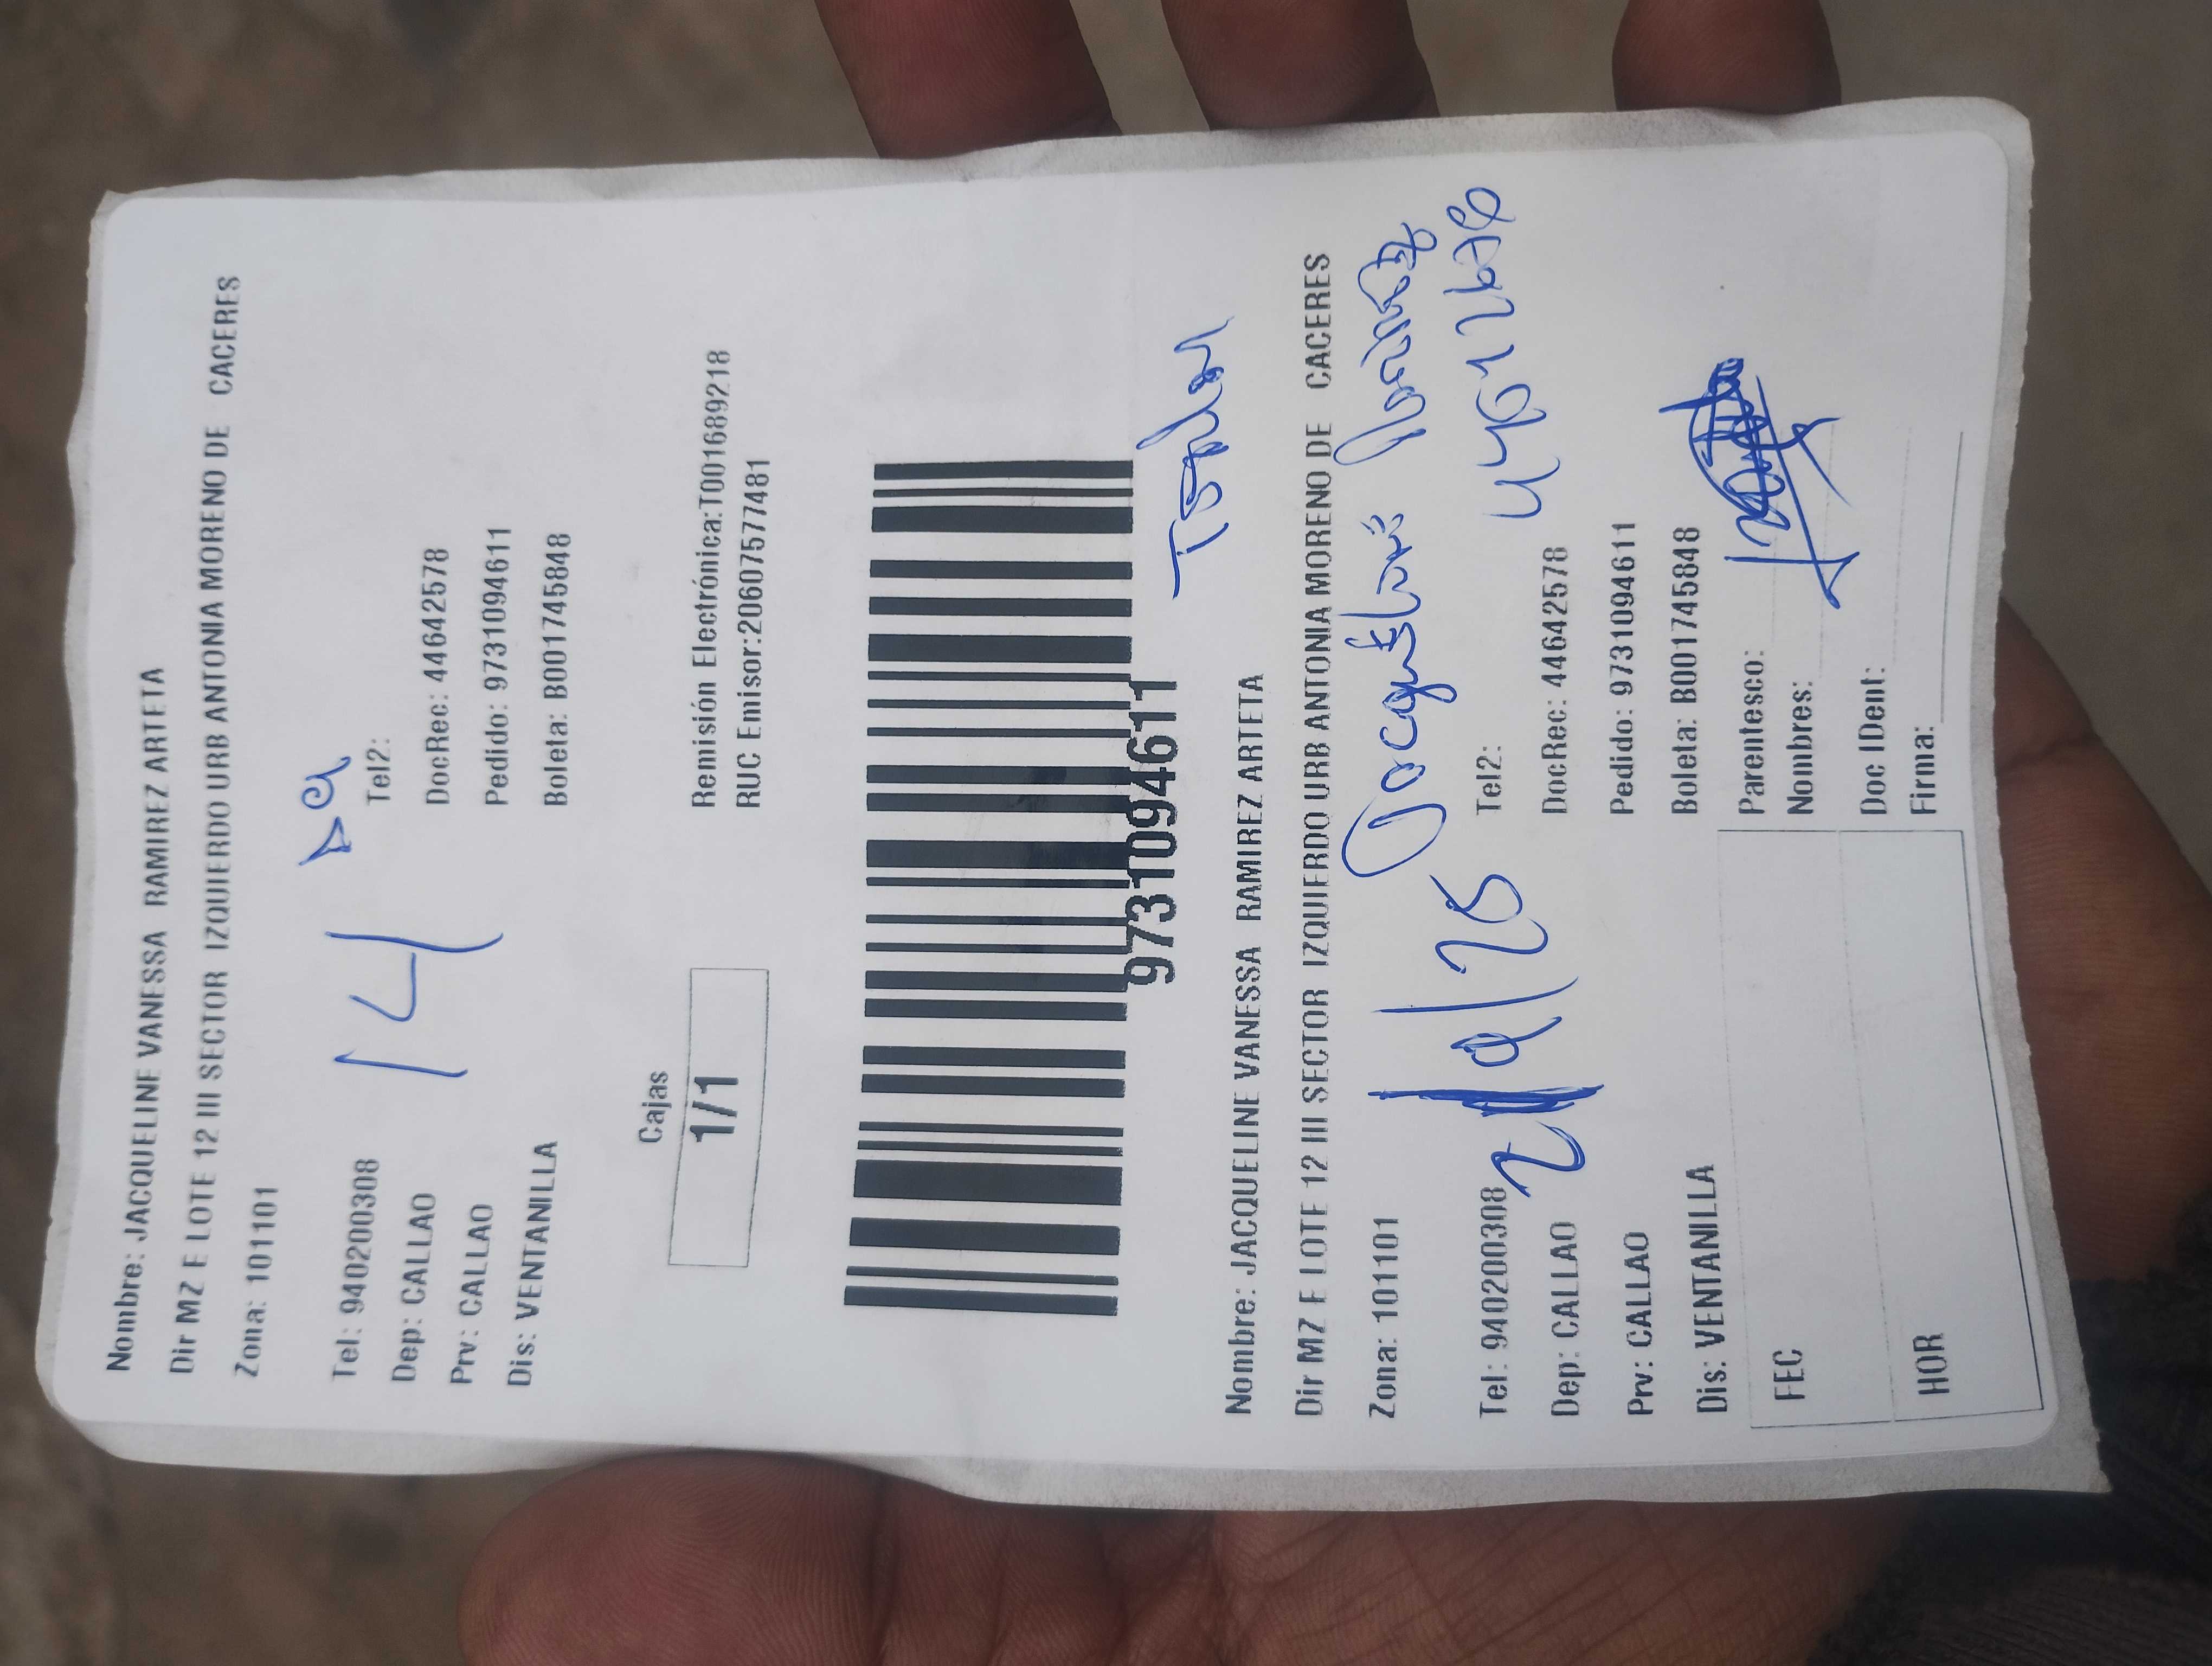 Nombre: JACQUELINE VANESSA RAMIREZ ARTETA
Dir MZ E LOTE 12 III SECTOR IZQUIERDO URB ANTONIA MORENO DE CACERES
Zona: 101101
14 
Tel: 940200308 Tel2:
Dep: CALLAO DocRec: 44642578
Prv: CALLAO Pedido: 97310946​11
Dis: VENTANILLA Boleta: B001745848
Cajas
1/1
Remisión Electrónica:T001689218
RUC Emisor:20607577481
9731094611
Nombre: JACQUELINE VANESSA RAMIREZ ARTETA
Dir MZ E LOTE 12 III SECTOR IZQUIERDO URB ANTONIA MORENO DE CACERES
Zona: 101101
Tel: 940200308 Tel2:
Dep: CALLAO DocRec: 44642578
Prv: CALLAO Pedido: 9731094611
Dis: VENTANILLA Boleta: B001745848
Parentesco:
FEC Nombres:
Doc IDent:
HOR Firma: